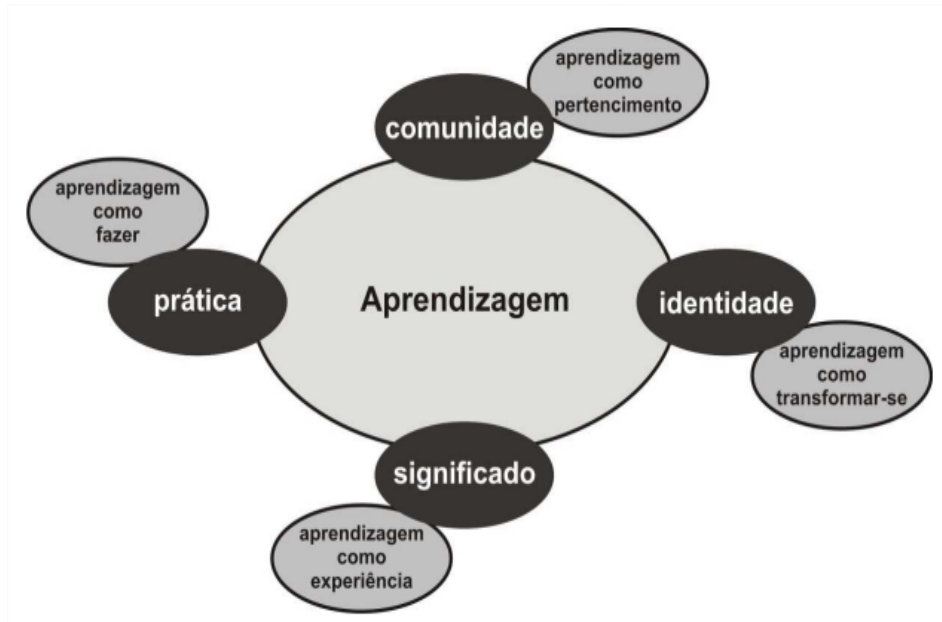 aprendizagem
como
pertencimento
comunidade
aprendizagem
como
fazer
prática
Aprendizagem
identidade
aprendizagem
como
transformar-se
significado
aprendizagem
como
experiência